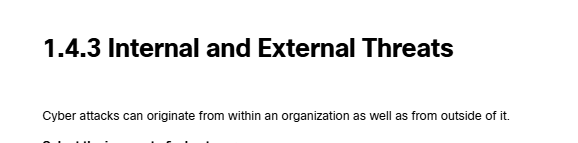 1.4.3 Internal and External Threats
Cyber attacks can originate from within an organization as well as from outside of it.